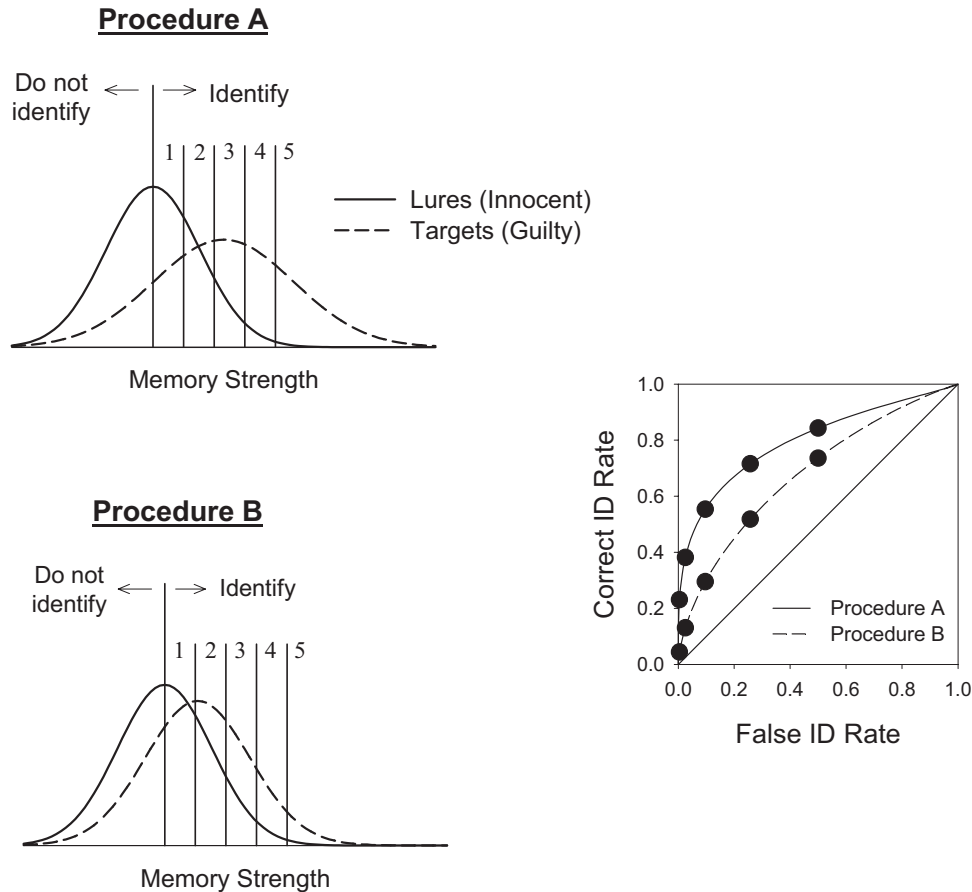 Procedure A
Do not
identify
Identify
1 2 3 4 5
Lures (Innocent)
Targets (Guilty)
Memory Strength
Procedure B
Do not
identify
Identify
1 2 3 4 5
Memory Strength
1.0
0.8
0.6
0.4
0.2
0.0
Correct ID Rate
Procedure A
Procedure B
0.0 0.2 0.4 0.6 0.8 1.0
False ID Rate